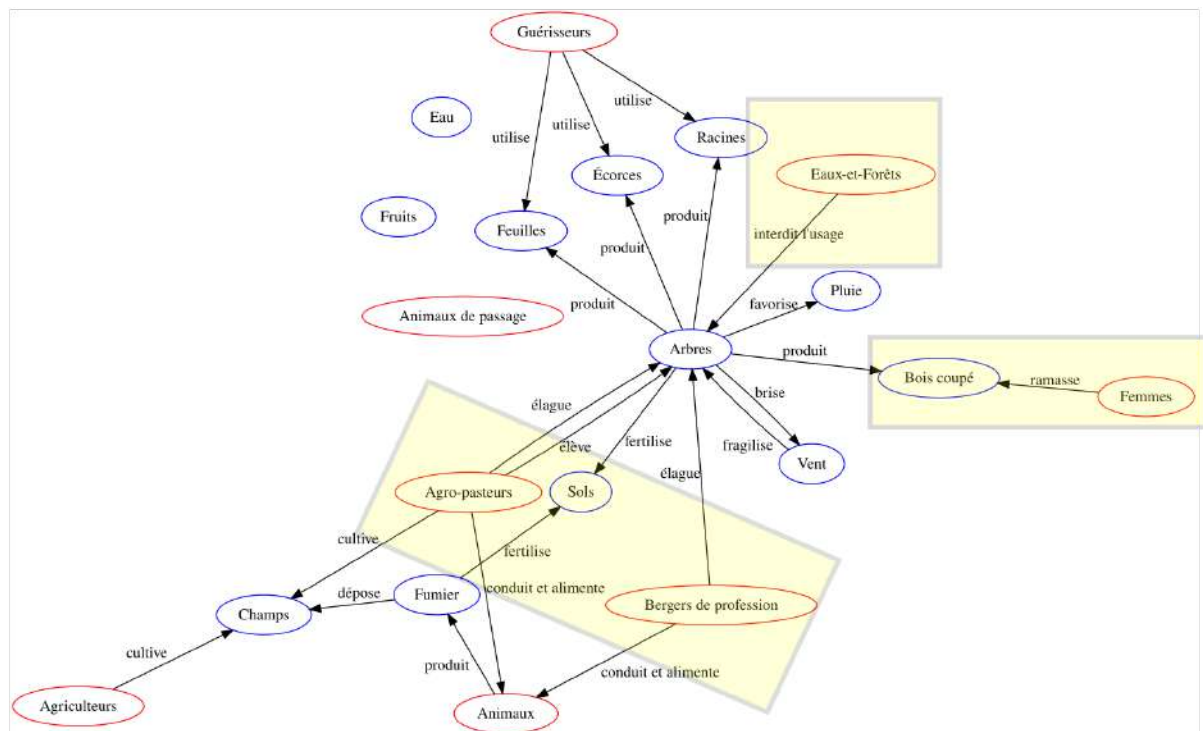 Guérisseurs
Eau
utilise
utilise
utilise
Racines
Écorces
Eaux-et-Forêts
Fruits
Feuilles
produit
interdit l'usage
produit
produit
Pluie
favorise
Animaux de passage
Arbres
produit
Bois coupé
ramasse
Femmes
brise
élague
élève
fertilise
fragilise
Vent
élague
Agro-pasteurs
Sols
cultive
fertilise
conduit et alimente
dépose
Fumier
Bergers de profession
Champs
cultive
produit
conduit et alimente
Agriculteurs
Animaux